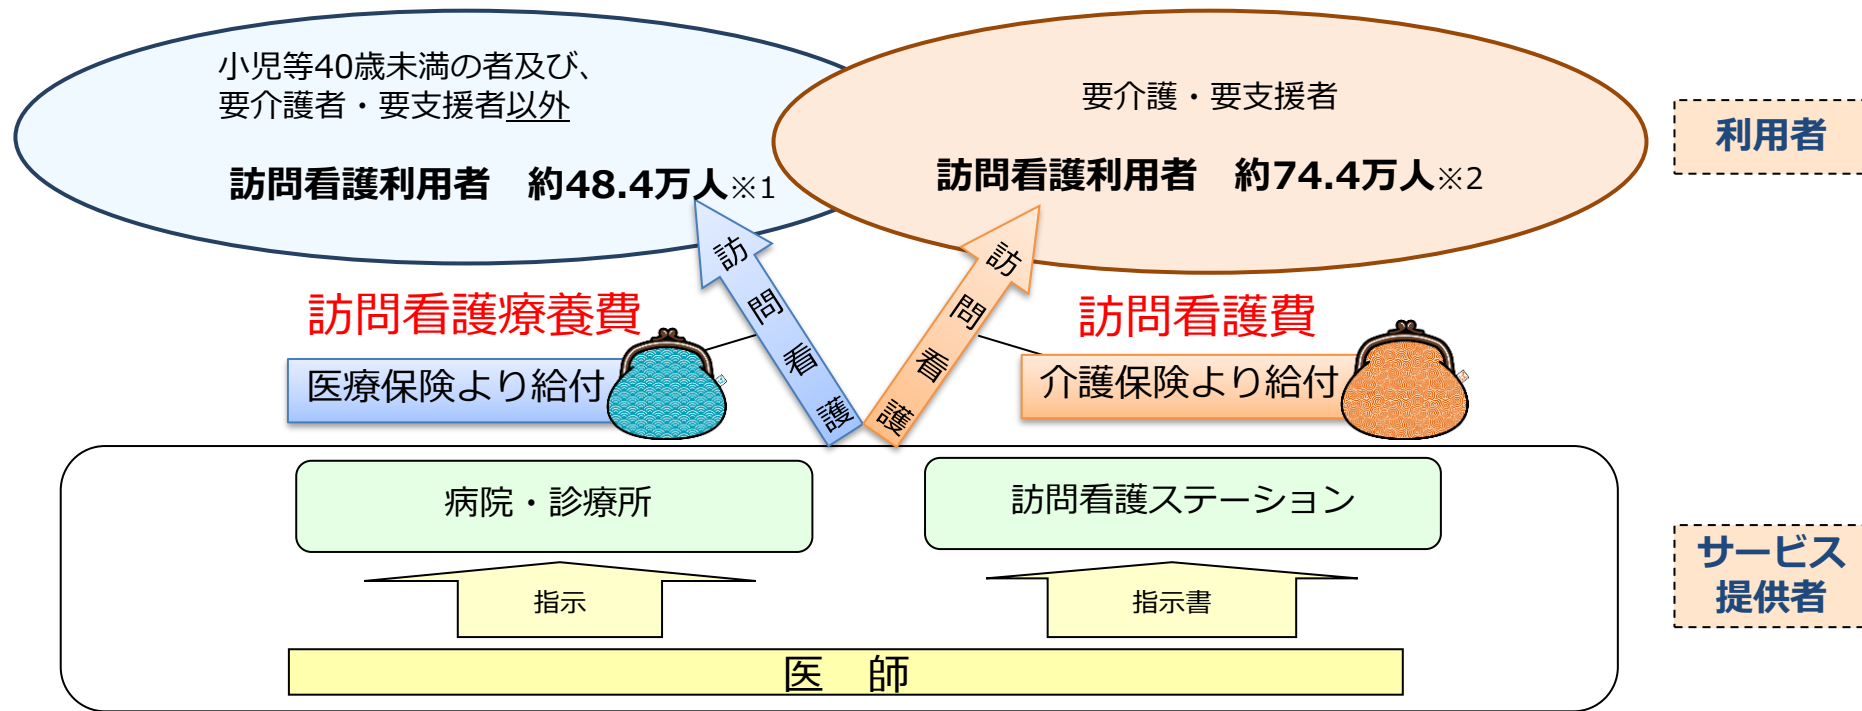 小児等40歳未満の者及び、
要介護者・要支援者以外
訪問看護利用者　約48.4万人※1
要介護・要支援者
訪問看護利用者　約74.4万人※2
利用者
訪問看護
訪問看護
訪問看護療養費
医療保険より給付
訪問看護費
介護保険より給付
病院・診療所
訪問看護ステーション
指示
指示書
医　師
サービス
提供者